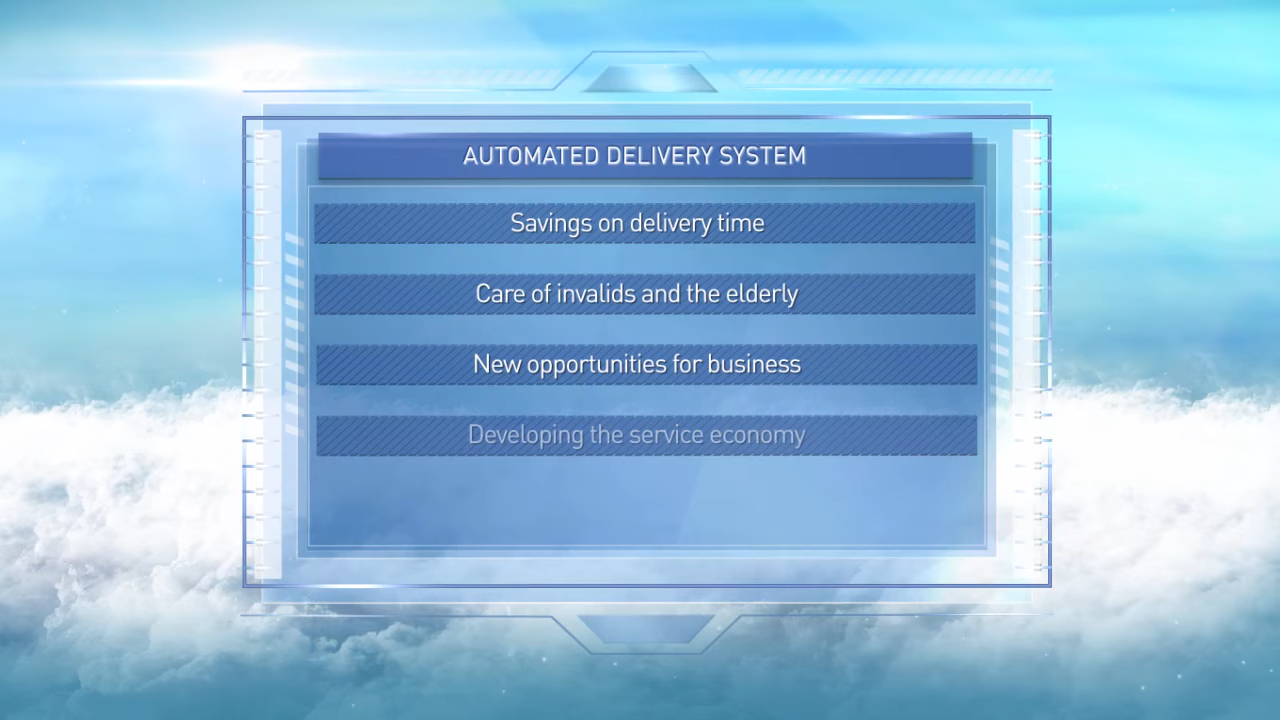 AUTOMATED DELIVERY SYSTEM
Savings on delivery time
Care of invalids and the elderly
New opportunities for business
Developing the service economy